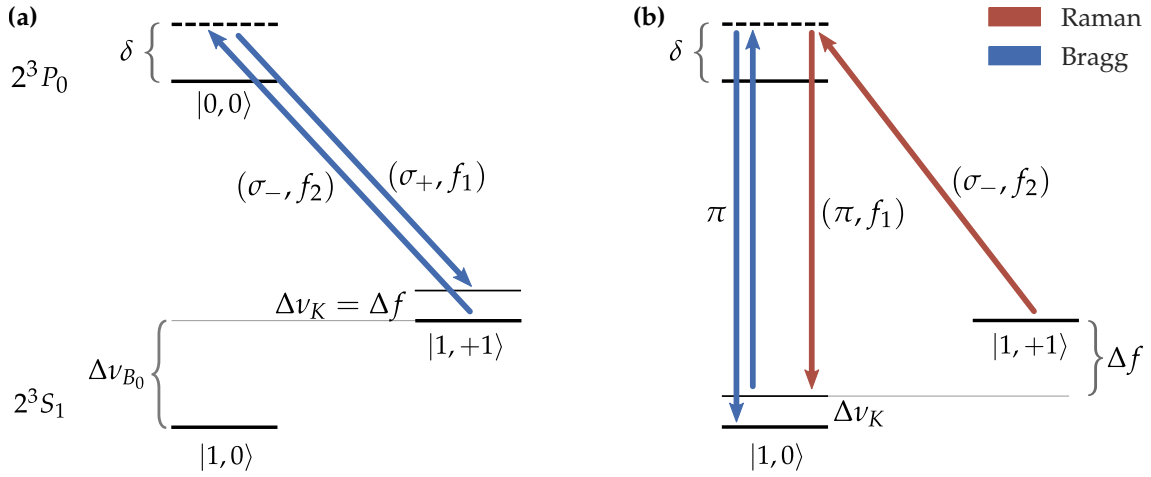 (a)
δ
2³P₀
|0,0⟩
(σ₋, f₂)
(σ₊, f₁)
Δν_K = Δf
|1,+1⟩
Δν_{B₀}
2³S₁
|1,0⟩
(b)
Raman
Bragg
δ
π
(π, f₁)
(σ₋, f₂)
|1,+1⟩
Δf
Δν_K
|1,0⟩